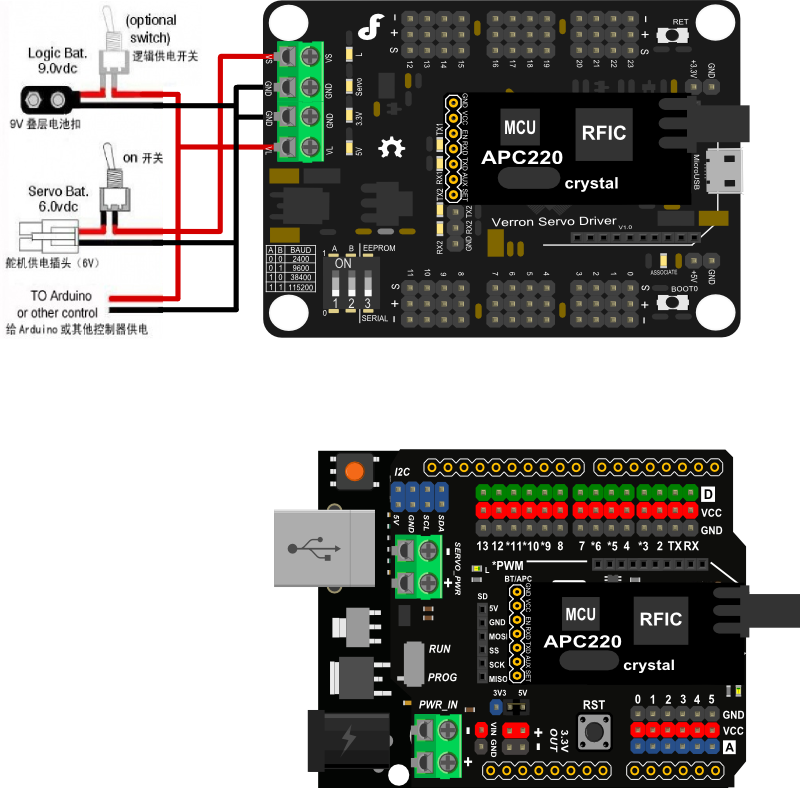 (optional
switch)
Logic Bat.
9.0vdc
逻辑供电开关
9V 叠层电池扣
on 开关
Servo Bat.
6.0vdc
舵机供电插头（6V）
TO Arduino
or other control
给 Arduino 或其他控制器供电
VS
GND
GND
VL
VS
GND
GND
VL
L
Servo
3.3V
5V
- + S
12 13 14 15
16 17 18 19
20 21 22 23
- + S
RET
+3.3V GND
TX1
RX1
TX2
RX2
GND VCC EN RXD TXD AUX SET
MCU
RFIC
APC220
crystal
MicroUSB
TX2
RX2
GND
Verron Servo Driver
V1.0
A B BAUD
0 0 2400
0 1 9600
1 0 38400
1 1 115200
1 A B EEPROM
ON
1 2 3
0 SERIAL
11 10 9 8
7 6 5 4
3 2 1 0
S + -
S + -
ASSOCIATE
+5V GND
BOOT0
I2C
5V GND SCL SDA
- SERVO_PWR +
D
VCC
GND
13 12 *11 *10 *9 8
7 *6 *5 4 *3 2 TX RX
L *PWM
BT/APC
SD
5V
GND
MOSI
SS
SCK
MISO
GND VCC EN RXD TXD AUX SET
MCU
RFIC
APC220
crystal
RUN
PROG
PWR_IN
- +
3V3 5V
VIN GND
+ -
OUT
3.3V
RST
0 1 2 3 4 5
GND
VCC
A